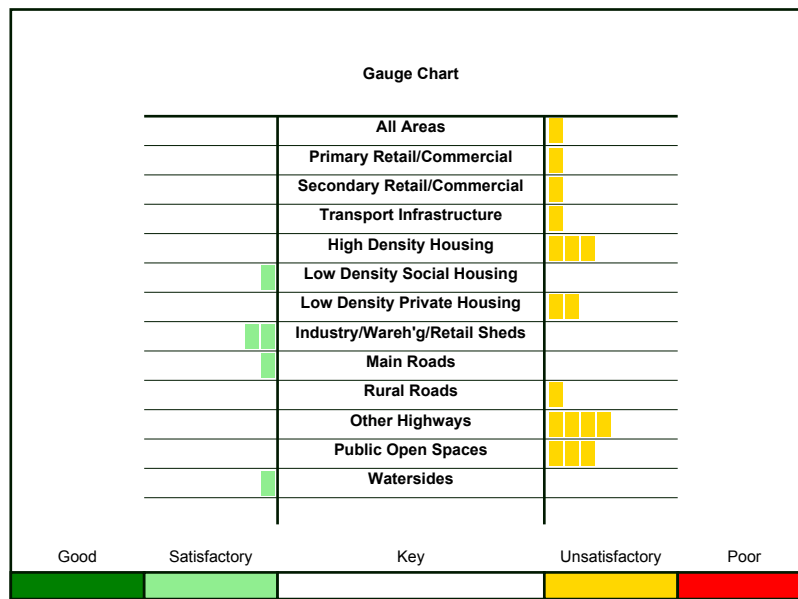 Gauge Chart
All Areas
Primary Retail/Commercial
Secondary Retail/Commercial
Transport Infrastructure
High Density Housing
Low Density Social Housing
Low Density Private Housing
Industry/Wareh'g/Retail Sheds
Main Roads
Rural Roads
Other Highways
Public Open Spaces
Watersides
Good Satisfactory Key Unsatisfactory Poor